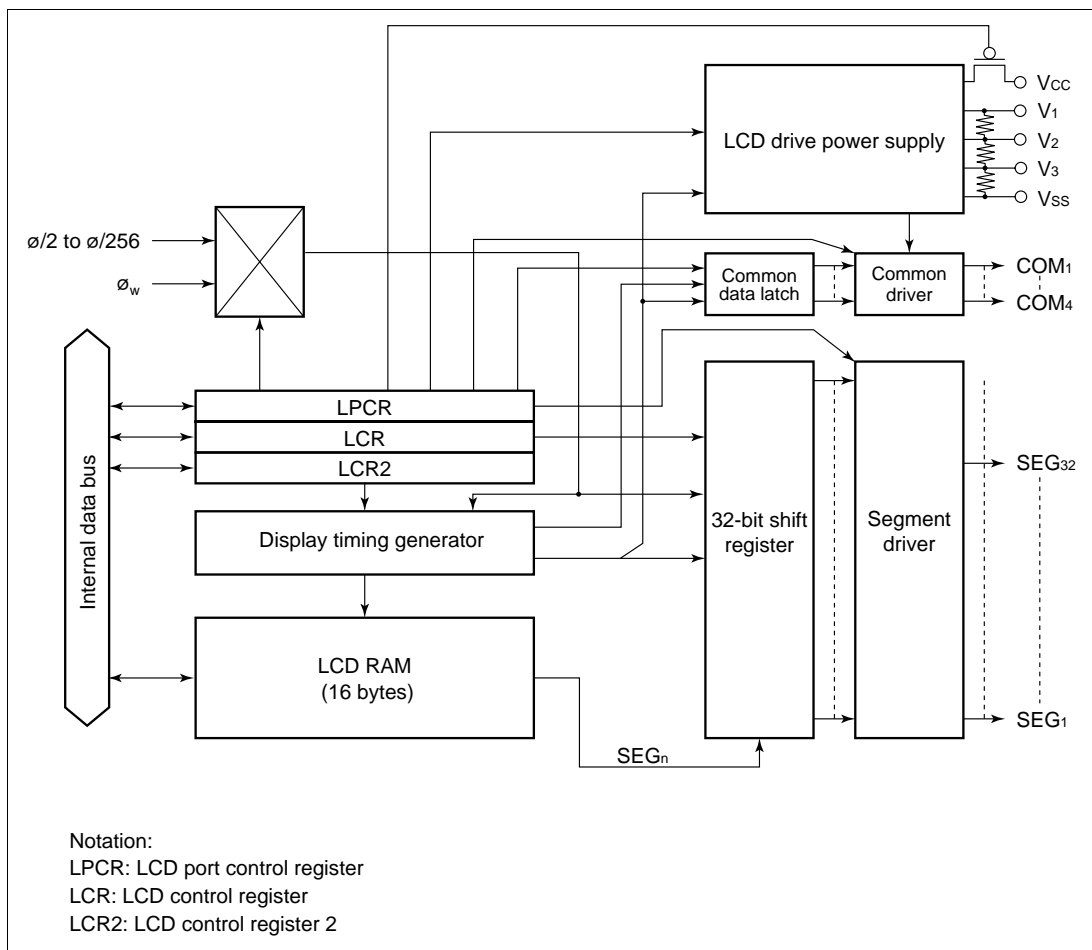 VCC
V1
LCD drive power supply
V2
V3
VSS
ø/2 to ø/256
øw
Common
data latch
Common
driver
COM1
COM4
Internal data bus
LPCR
LCR
LCR2
Display timing generator
LCD RAM
(16 bytes)
32-bit shift
register
Segment
driver
SEG32
SEG1
SEGn
Notation:
LPCR: LCD port control register
LCR: LCD control register
LCR2: LCD control register 2